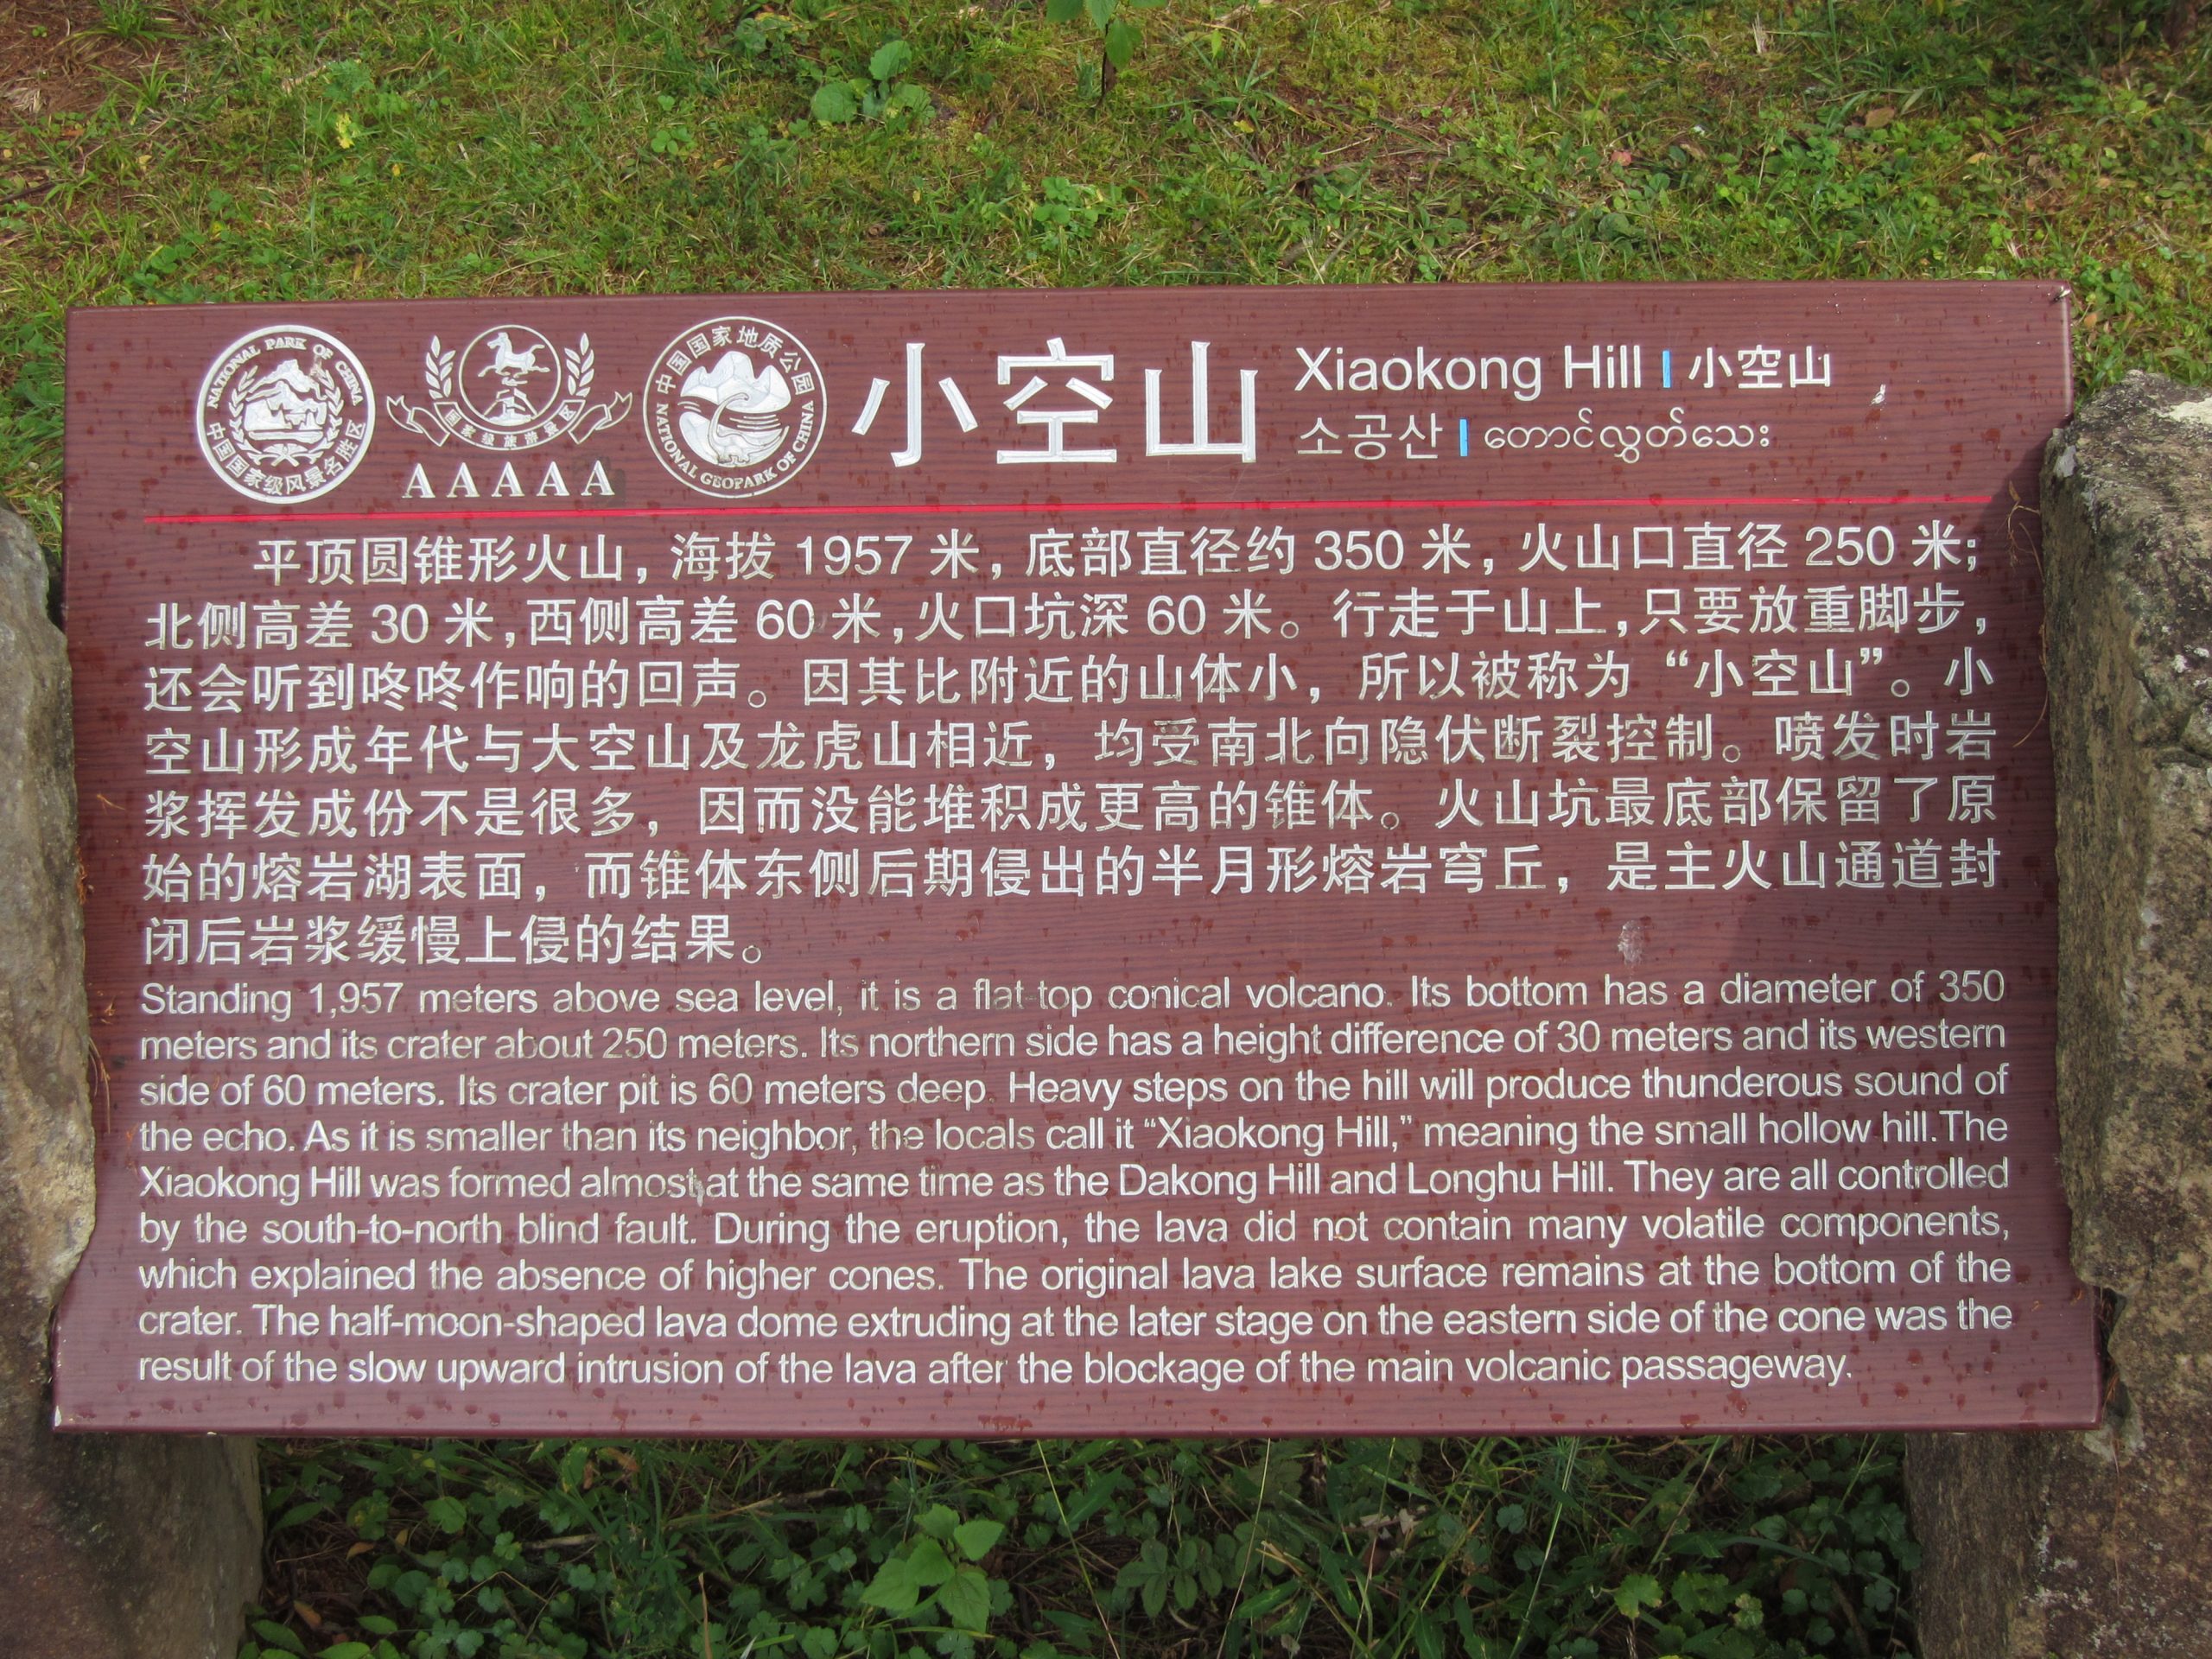 NATIONAL PARK OF CHINA
中国国家级风景名胜区
国家级旅游景区
AAAAA
中国国家地质公园
NATIONAL GEOPARK OF CHINA
小空山
Xiaokong Hill | 小空山
소공산 | တောင်လွှတ်သေး
平顶圆锥形火山，海拔 1957 米，底部直径约 350 米，火山口直径 250 米；
北侧高差 30 米，西侧高差 60 米，火口坑深 60 米。行走于山上，只要放重脚步，
还会听到咚咚作响的回声。因其比附近的山体小，所以被称为“小空山”。小
空山形成年代与大空山及龙虎山相近，均受南北向隐伏断裂控制。喷发时岩
浆挥发成份不是很多，因而没能堆积成更高的锥体。火山坑最底部保留了原
始的熔岩湖表面，而锥体东侧后期侵出的半月形熔岩穹丘，是主火山通道封
闭后岩浆缓慢上侵的结果。
Standing 1,957 meters above sea level, it is a flat-top conical volcano. Its bottom has a diameter of 350
meters and its crater about 250 meters. Its northern side has a height difference of 30 meters and its western
side of 60 meters. Its crater pit is 60 meters deep. Heavy steps on the hill will produce thunderous sound of
the echo. As it is smaller than its neighbor, the locals call it “Xiaokong Hill,” meaning the small hollow hill. The
Xiaokong Hill was formed almost at the same time as the Dakong Hill and Longhu Hill. They are all controlled
by the south-to-north blind fault. During the eruption, the lava did not contain many volatile components,
which explained the absence of higher cones. The original lava lake surface remains at the bottom of the
crater. The half-moon-shaped lava dome extruding at the later stage on the eastern side of the cone was the
result of the slow upward intrusion of the lava after the blockage of the main volcanic passageway.